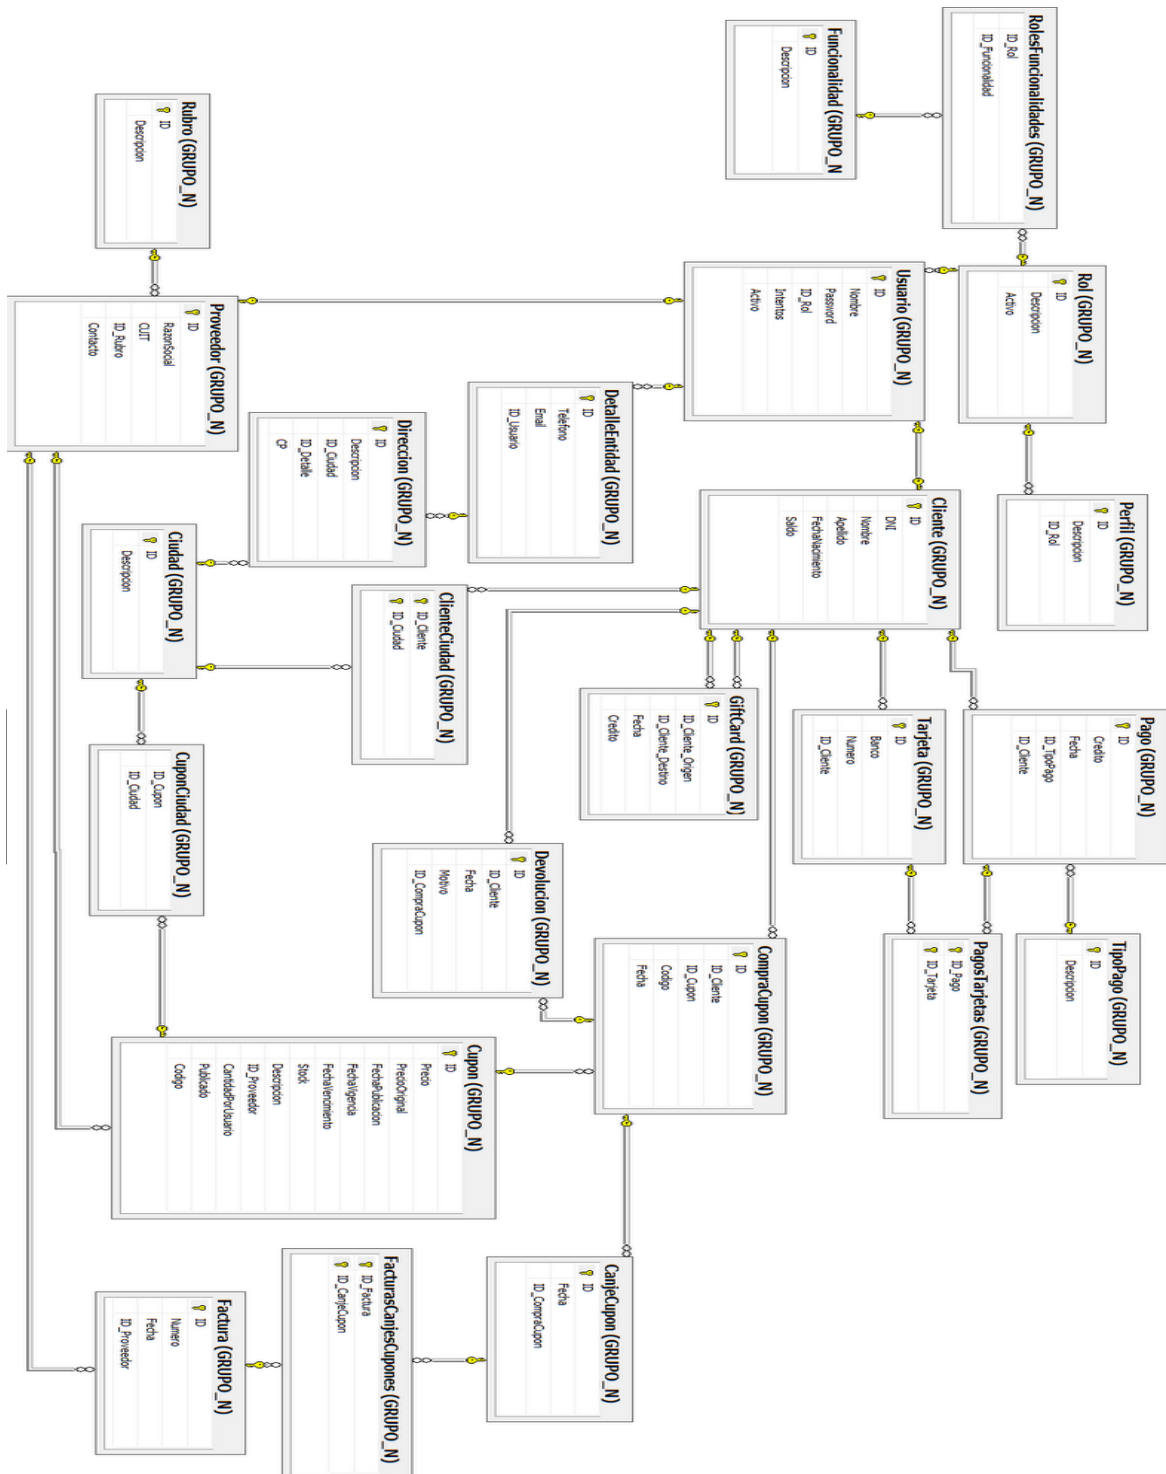 RolesFuncionalidades (GRUPO_N)
ID_Rol
ID_Funcionalidad
Funcionalidad (GRUPO_N
ID
Descripcion
Rubro (GRUPO_N)
ID
Descripcion
Rol (GRUPO_N)
ID
Descripcion
Activo
Usuario (GRUPO_N)
ID
Nombre
Password
ID_Rol
Intentos
Activo
Proveedor (GRUPO_N)
ID
RazonSocial
CUIT
ID_Rubro
Contacto
DetalleEntidad (GRUPO_N)
ID
Telefono
Email
ID_Usuario
Direccion (GRUPO_N)
ID
Descripcion
ID_Ciudad
ID_Detalle
CP
Perfil (GRUPO_N)
ID
Descripcion
ID_Rol
Cliente (GRUPO_N)
ID
DNI
Nombre
Apellido
FechaNacimiento
Saldo
Ciudad (GRUPO_N)
ID
Descripcion
ClienteCiudad (GRUPO_N)
ID_Cliente
ID_Ciudad
GiftCard (GRUPO_N)
ID
ID_Cliente_Origen
ID_Cliente_Destino
Fecha
Credito
Tarjeta (GRUPO_N)
ID
Banco
Numero
ID_Cliente
Pago (GRUPO_N)
ID
Credito
Fecha
ID_TipoPago
ID_Cliente
CuponCiudad (GRUPO_N)
ID_Cupon
ID_Ciudad
Devolucion (GRUPO_N)
ID
ID_Cliente
Fecha
Motivo
ID_CompraCupon
TipoPago (GRUPO_N)
ID
Descripcion
PagosTarjetas (GRUPO_N)
ID_Pago
ID_Tarjeta
CompraCupon (GRUPO_N)
ID
ID_Cliente
ID_Cupon
Codigo
Fecha
Cupon (GRUPO_N)
ID
Precio
PrecioOriginal
FechaPublicacion
FechaVigencia
FechaVencimiento
Stock
Descripcion
ID_Proveedor
CantidadPorUsuario
Publicado
Codigo
CanjeCupon (GRUPO_N)
ID
Fecha
ID_CompraCupon
FacturasCanjesCupones (GRUPO_N)
ID_Factura
ID_CanjeCupon
Factura (GRUPO_N)
ID
Numero
Fecha
ID_Proveedor